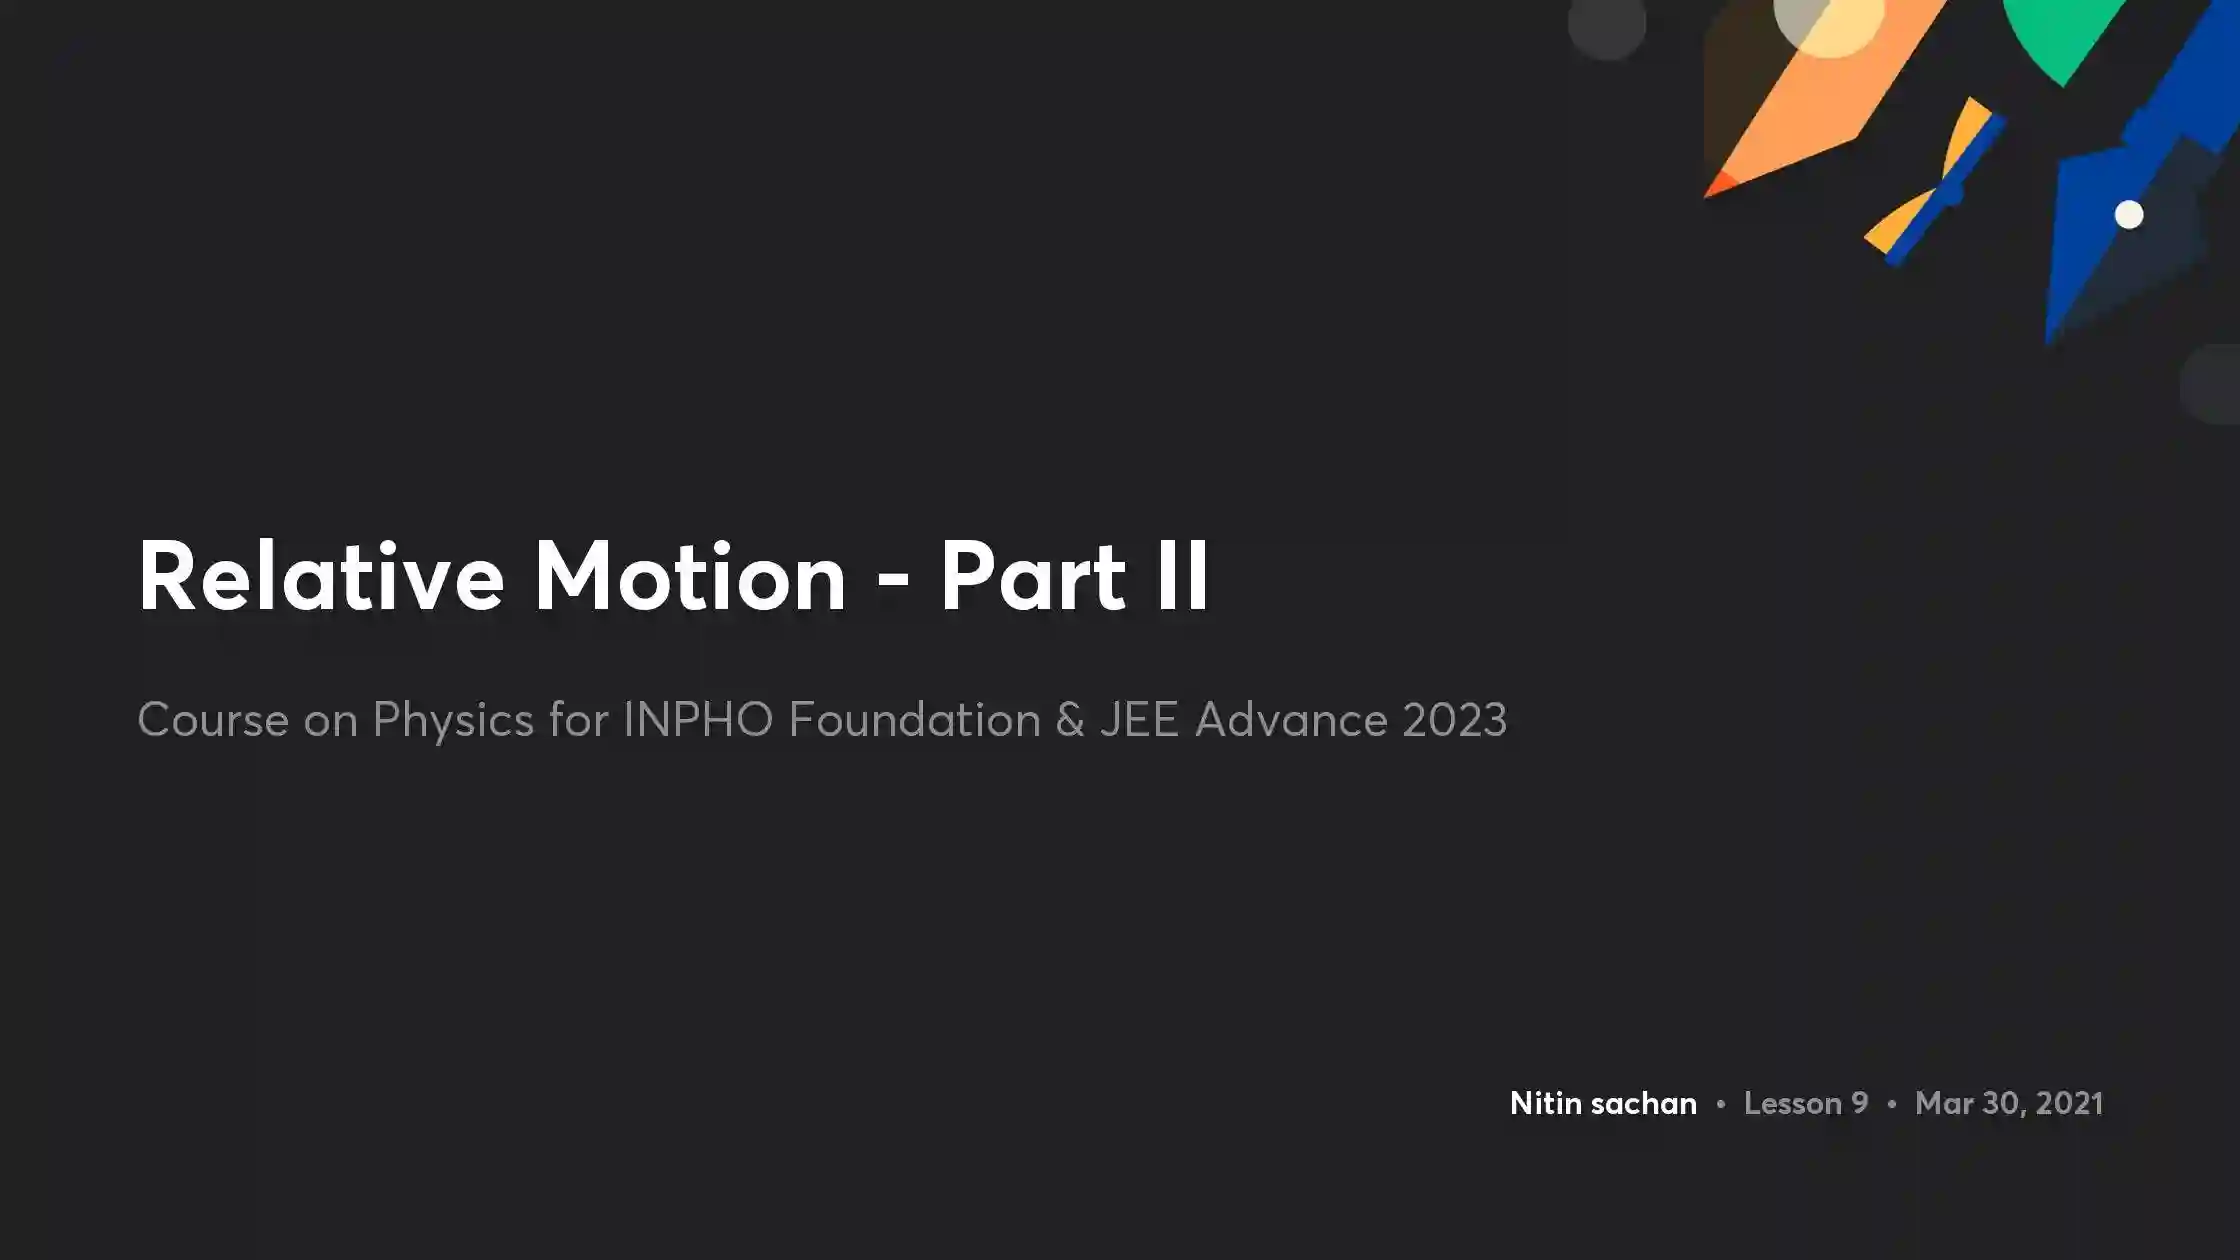 Relative Motion - Part II
Course on Physics for INPHO Foundation & JEE Advance 2023
Nitin sachan • Lesson 9 • Mar 30, 2021